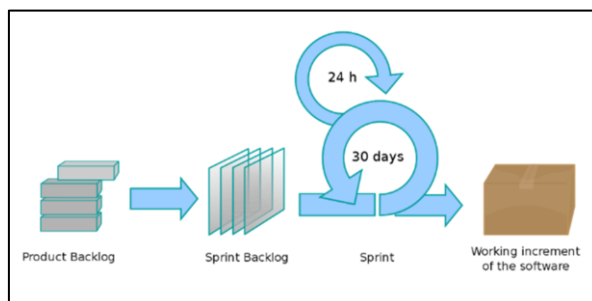 24 h
30 days
Product Backlog
Sprint Backlog
Sprint
Working increment
of the software